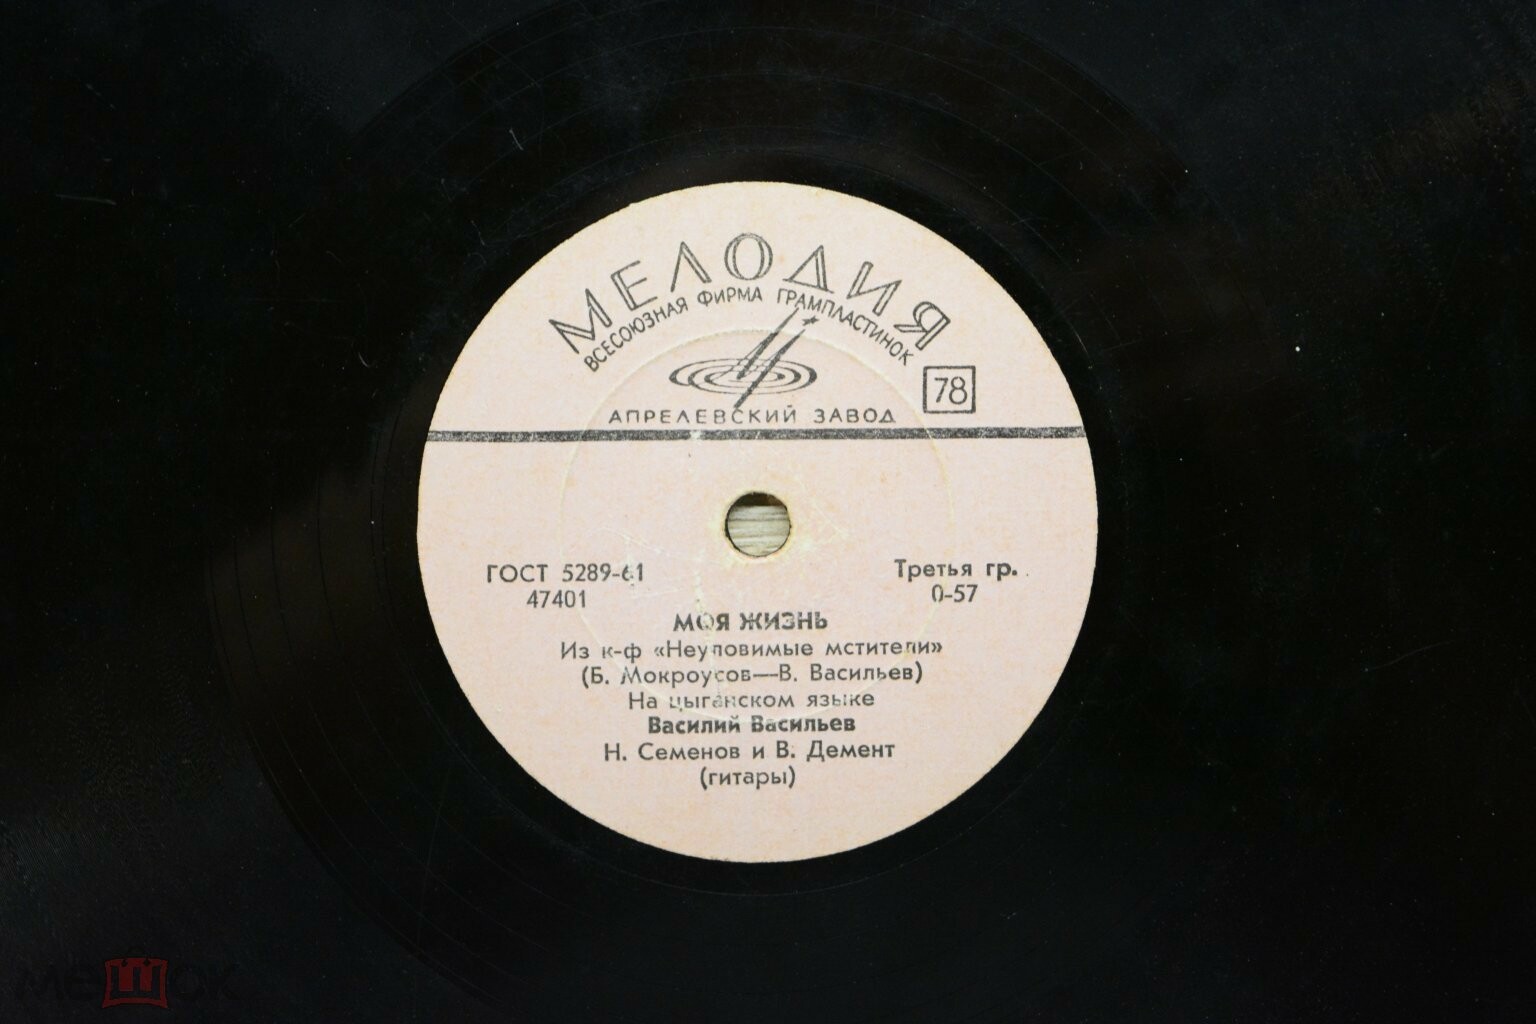 МЕЛОДИЯ
ВСЕСОЮЗНАЯ ФИРМА ГРАМПЛАСТИНОК
78
АПРЕЛЕВСКИЙ ЗАВОД
ГОСТ 5289-61
47401
Третья гр.
0-57
МОЯ ЖИЗНЬ
Из к-ф «Неуловимые мстители»
(Б. Мокроусов—В. Васильев)
На цыганском языке
Василий Васильев
Н. Семенов и В. Демент
(гитары)
мешок